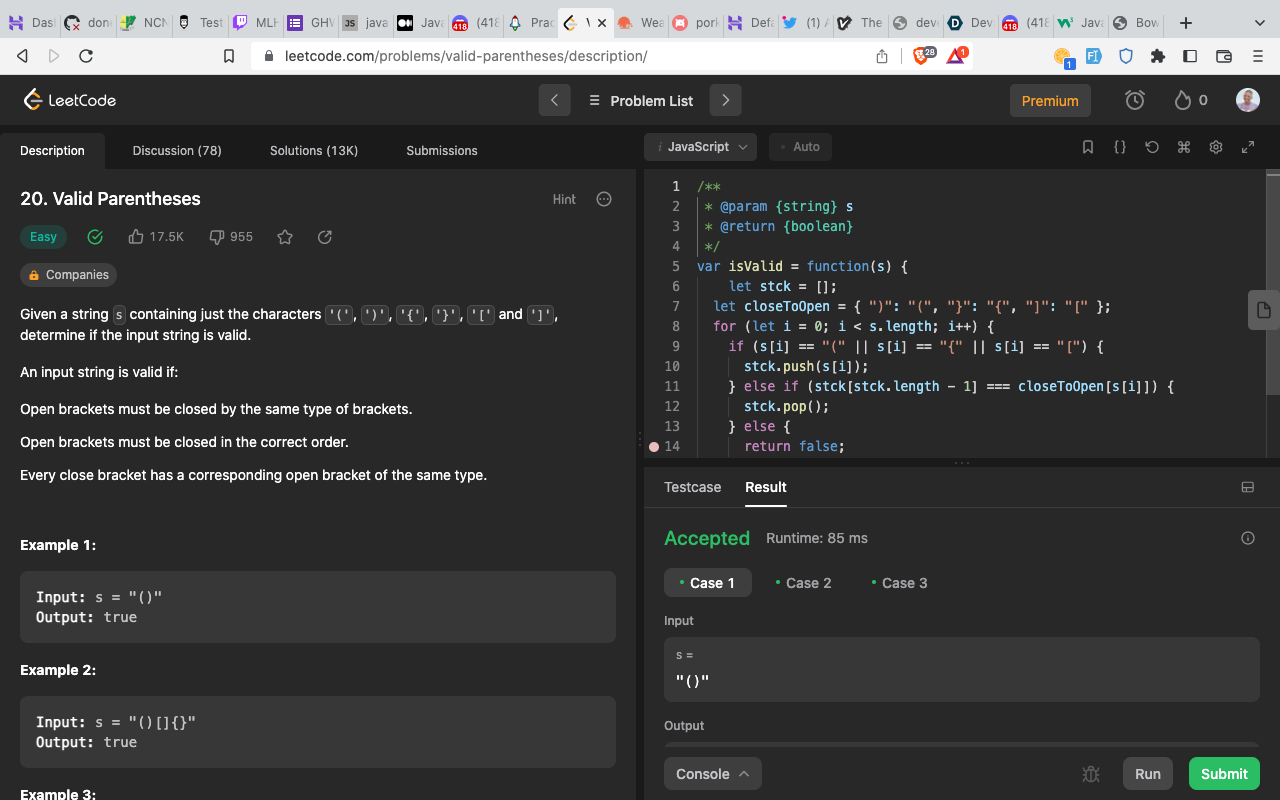 Dash
done
NCN
Test
MLH
GHW
java
Java
(418
Prac
V
Wea
pork
Defa
(1) A
The
deve
Dev
(418
Java
Bow
leetcode.com/problems/valid-parentheses/description/
28
1
1
LeetCode
Problem List
Premium
0
Description
Discussion (78)
Solutions (13K)
Submissions
i JavaScript
Auto
20. Valid Parentheses
Hint
Easy
17.5K
955
Companies
Given a string s containing just the characters '(', ')', '{', '}', '[' and ']',
determine if the input string is valid.
An input string is valid if:
Open brackets must be closed by the same type of brackets.
Open brackets must be closed in the correct order.
Every close bracket has a corresponding open bracket of the same type.
Example 1:
Input: s = "()"
Output: true
Example 2:
Input: s = "()[]{}"
Output: true
Example 3:
1 /**
2 * @param {string} s
3 * @return {boolean}
4 */
5 var isValid = function(s) {
6 let stck = [];
7 let closeToOpen = { ")": "(", "}": "{", "]": "[" };
8 for (let i = 0; i < s.length; i++) {
9 if (s[i] == "(" || s[i] == "{" || s[i] == "[") {
10 stck.push(s[i]);
11 } else if (stck[stck.length - 1] === closeToOpen[s[i]]) {
12 stck.pop();
13 } else {
14 return false;
Testcase
Result
Accepted
Runtime: 85 ms
Case 1
Case 2
Case 3
Input
s =
"()"
Output
Console
Run
Submit